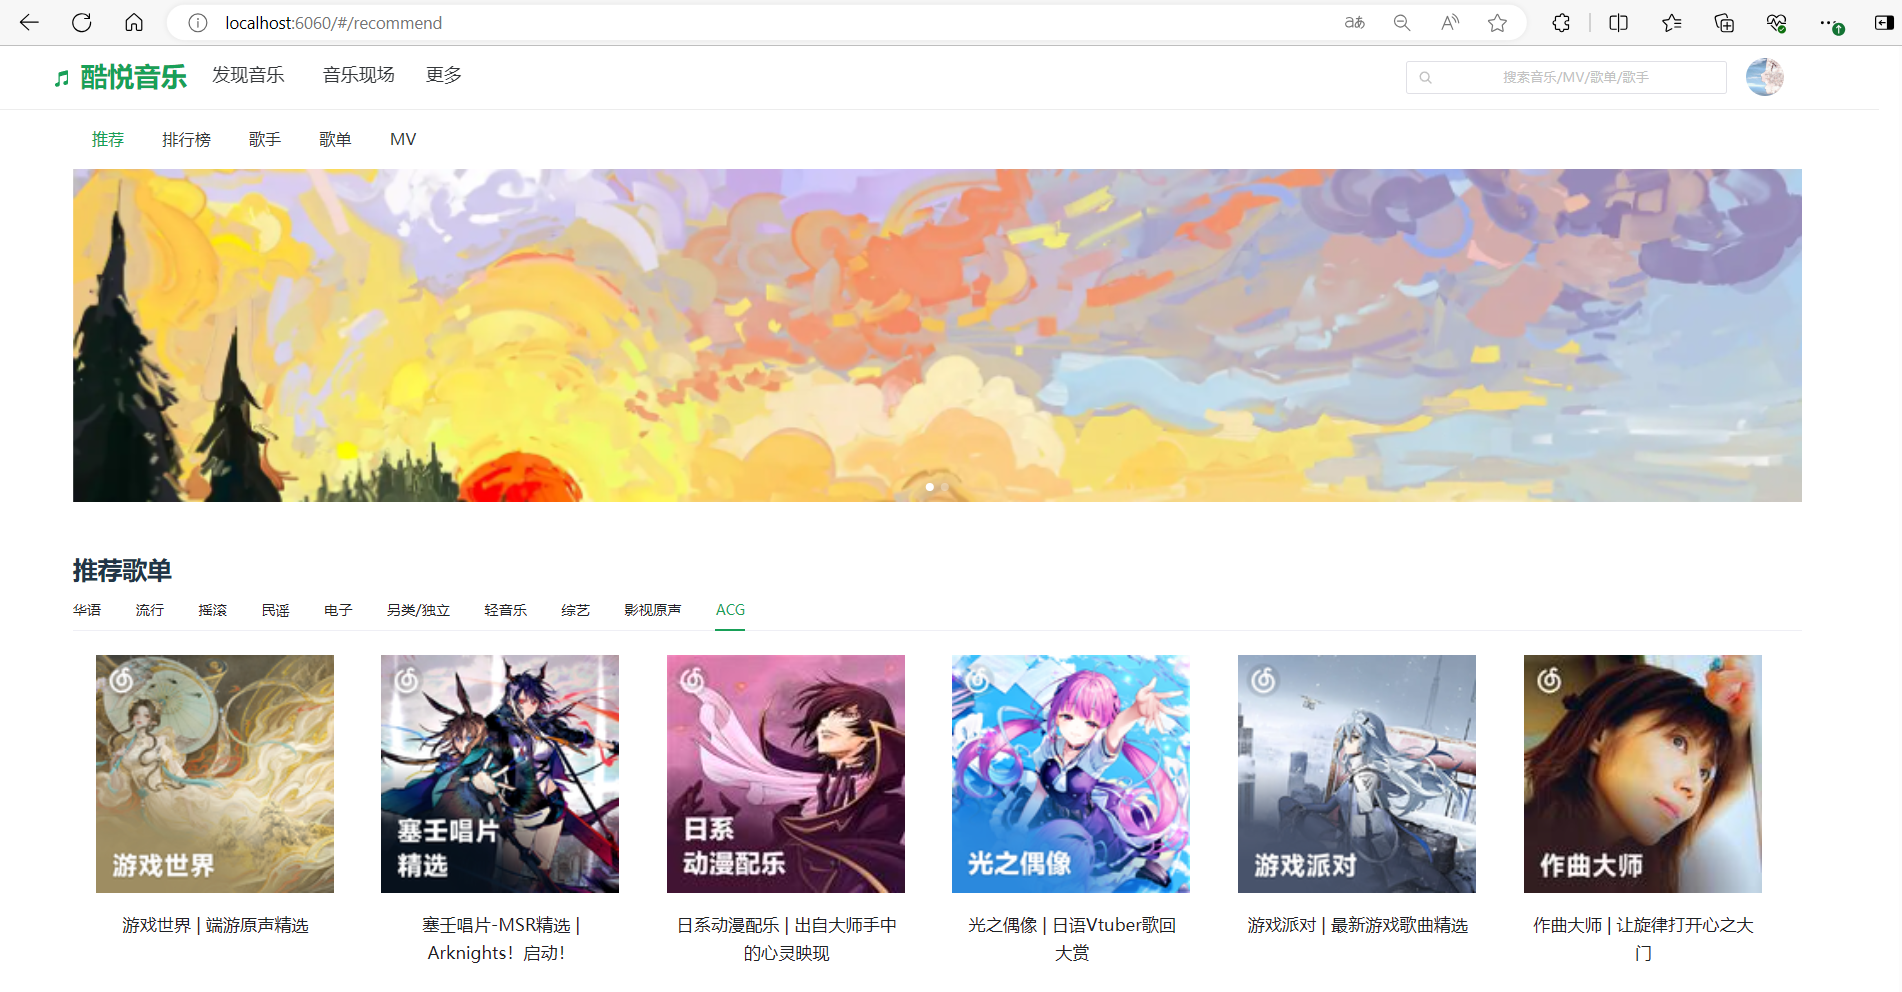 localhost:6060/#/recommend
酷悦音乐 发现音乐 音乐现场 更多 搜索音乐/MV/歌单/歌手
推荐 排行榜 歌手 歌单 MV
推荐歌单
华语 流行 摇滚 民谣 电子 另类/独立 轻音乐 综艺 影视原声 ACG
游戏世界
塞壬唱片
精选
日系
动漫配乐
光之偶像
游戏派对
作曲大师
游戏世界 | 端游原声精选
塞壬唱片-MSR精选 |
Arknights！启动！
日系动漫配乐 | 出自大师手中
的心灵映现
光之偶像 | 日语Vtuber歌回
大赏
游戏派对 | 最新游戏歌曲精选
作曲大师 | 让旋律打开心之大
门